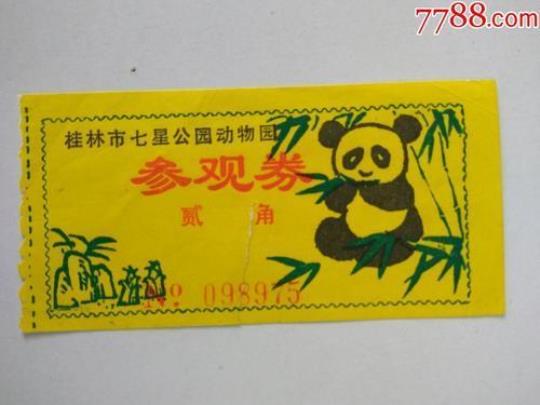 7788.com
桂林市七星公园动物园
参观券
贰 角
№ 098975